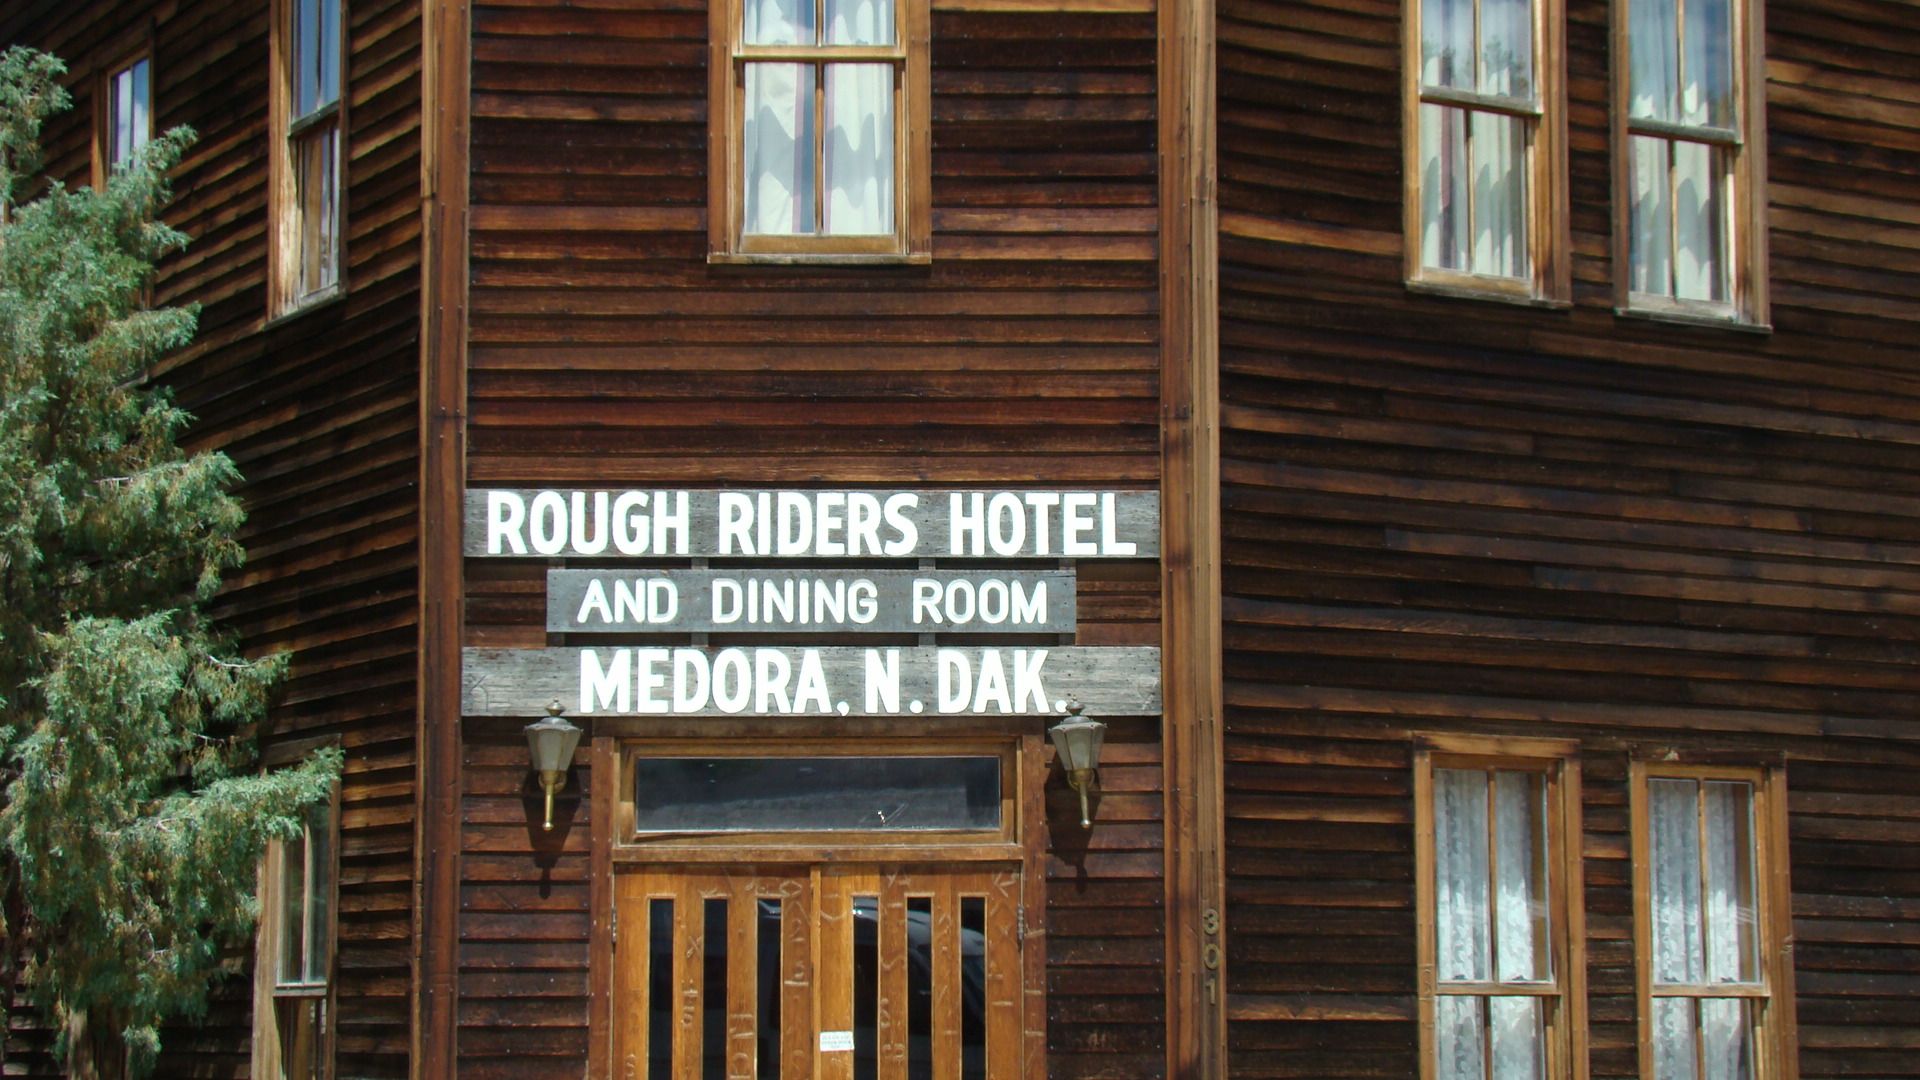 ROUGH RIDERS HOTEL
AND DINING ROOM
MEDORA, N. DAK.
301